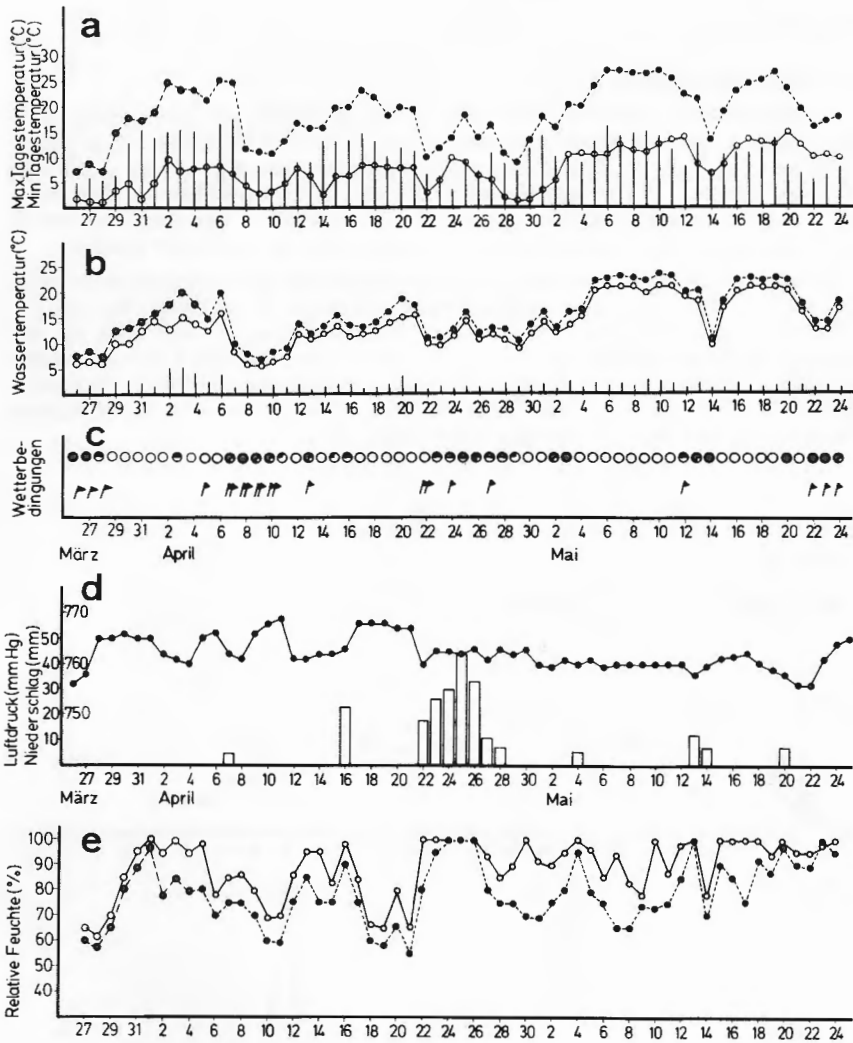 a
Max Tagestemperatur (°C)
Min Tagestemperatur (°C)
30
25
20
15
10
5
27 29 31 2 4 6 8 10 12 14 16 18 20 22 24 26 28 30 2 4 6 8 10 12 14 16 18 20 22 24
b
Wassertemperatur (°C)
25
20
15
10
5
27 29 31 2 4 6 8 10 12 14 16 18 20 22 24 26 28 30 2 4 6 8 10 12 14 16 18 20 22 24
c
Wetterbe-
dingungen
27 29 31 2 4 6 8 10 12 14 16 18 20 22 24 26 28 30 2 4 6 8 10 12 14 16 18 20 22 24
März April Mai
d
Luftdruck (mm Hg)
Niederschlag (mm)
770
50
40 760
30
20 750
10
27 29 31 2 4 6 8 10 12 14 16 18 20 22 24 26 28 30 2 4 6 8 10 12 14 16 18 20 22 24
März April Mai
e
Relative Feuchte (%)
100
90
80
70
60
50
40
27 29 31 2 4 6 8 10 12 14 16 18 20 22 24 26 28 30 2 4 6 8 10 12 14 16 18 20 22 24